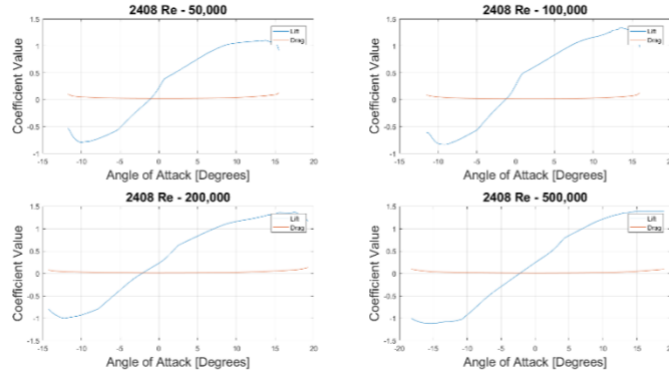 2408 Re - 50,000
1.5
1
0.5
0
-0.5
-1
-15
-10
-5
0
5
10
15
20
Coefficient Value
Angle of Attack [Degrees]
Lift
Drag
2408 Re - 100,000
1.5
1
0.5
0
-0.5
-1
-15
-10
-5
0
5
10
15
20
Coefficient Value
Angle of Attack [Degrees]
Lift
Drag
2408 Re - 200,000
1.5
1
0.5
0
-0.5
-1
-1.5
-15
-10
-5
0
5
10
15
20
Coefficient Value
Angle of Attack [Degrees]
Lift
Drag
2408 Re - 500,000
1.5
1
0.5
0
-0.5
-1
-1.5
-20
-15
-10
-5
0
5
10
15
20
Coefficient Value
Angle of Attack [Degrees]
Lift
Drag